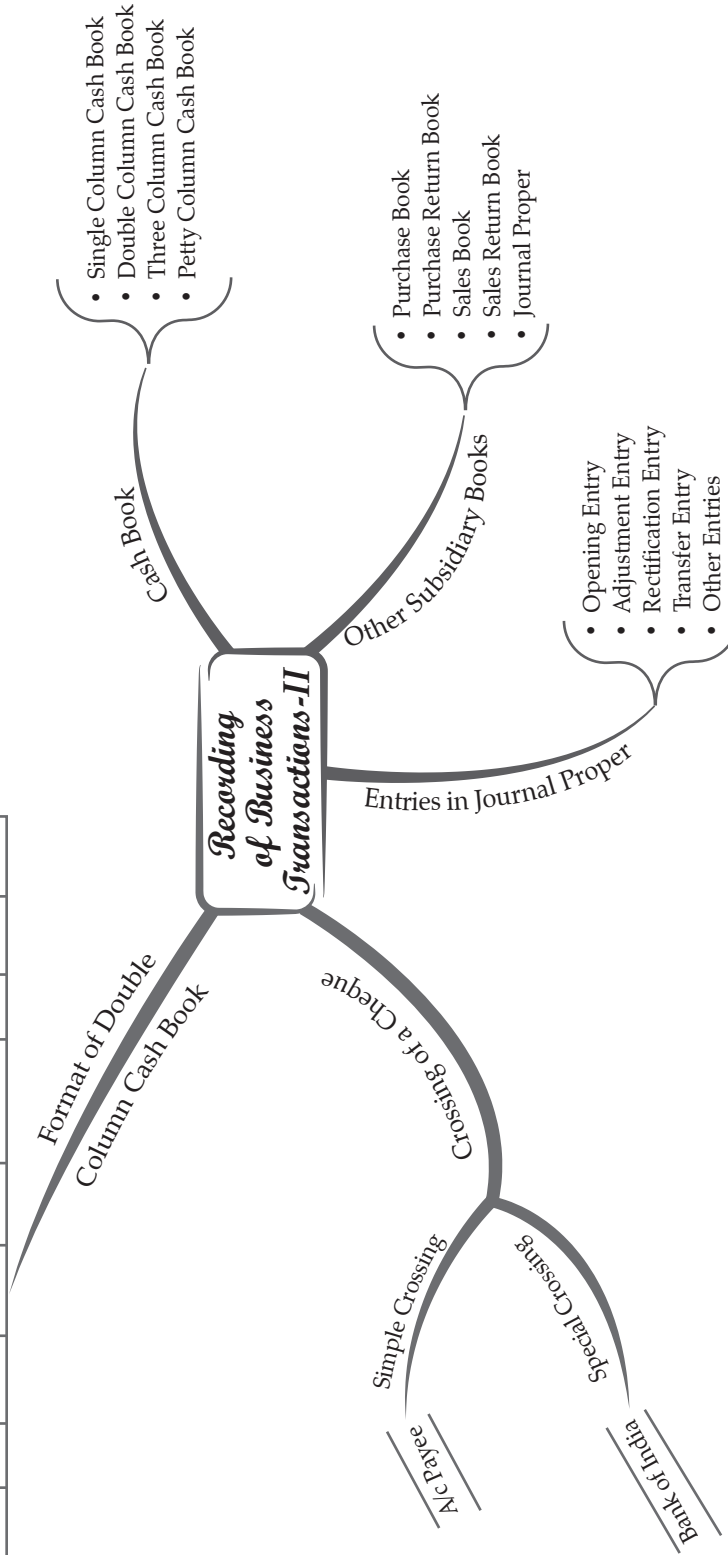 Recording
of Business
Transactions-II
Cash Book
• Single Column Cash Book
• Double Column Cash Book
• Three Column Cash Book
• Petty Column Cash Book
Other Subsidiary Books
• Purchase Book
• Purchase Return Book
• Sales Book
• Sales Return Book
• Journal Proper
Entries in Journal Proper
• Opening Entry
• Adjustment Entry
• Rectification Entry
• Transfer Entry
• Other Entries
Crossing of a Cheque
Simple Crossing
A/c Payee
Special Crossing
Bank of India
Format of Double
Column Cash Book